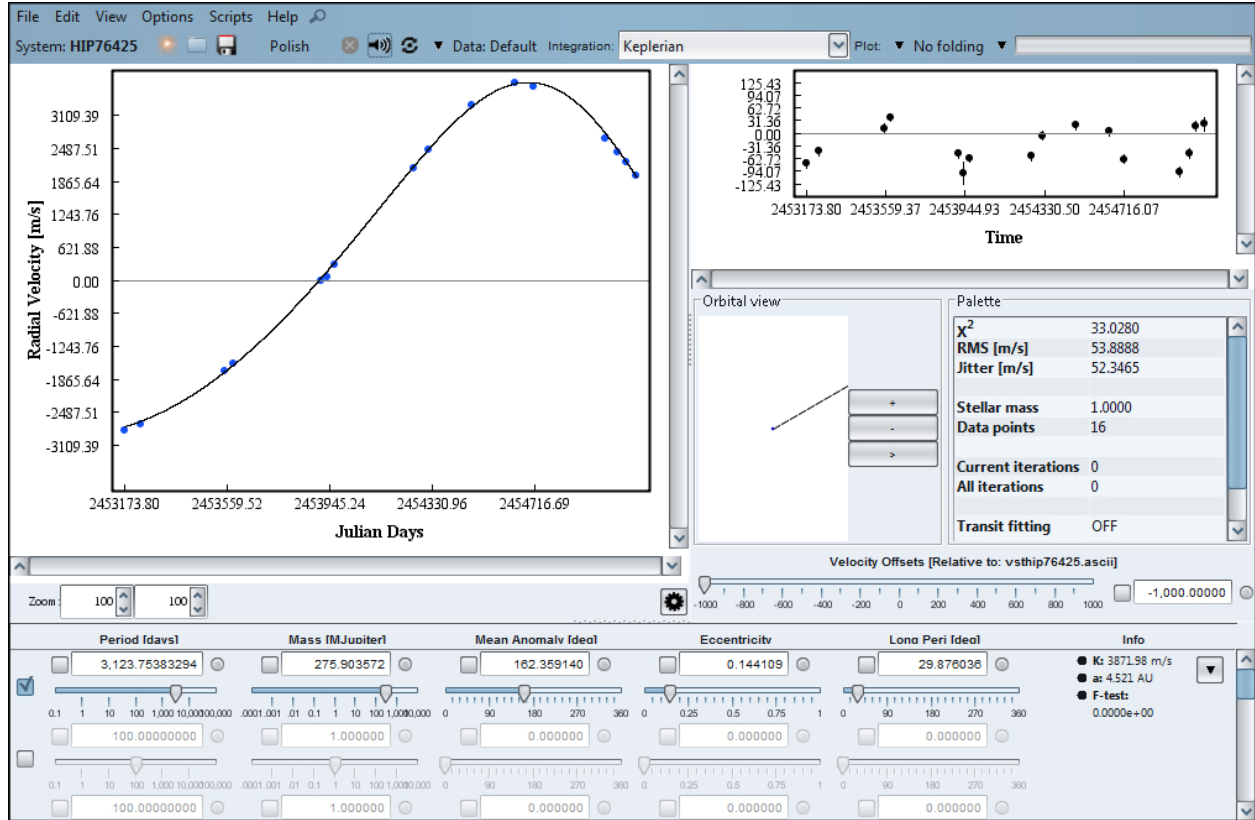 File Edit View Options Scripts Help
System: HIP76425 Polish Data: Default Integration: Keplerian Plot: No folding
3109.39
2487.51
1865.64
1243.76
621.88
0.00
-621.88
-1243.76
-1865.64
-2487.51
-3109.39
Radial Velocity [m/s]
2453173.80 2453559.52 2453945.24 2454330.96 2454716.69
Julian Days
125.43
94.07
62.72
31.36
0.00
-31.36
-62.72
-94.07
-125.43
2453173.80 2453559.37 2453944.93 2454330.50 2454716.07
Time
Orbital view
+
-
>
Palette
X2 33.0280
RMS [m/s] 53.8888
Jitter [m/s] 52.3465
Stellar mass 1.0000
Data points 16
Current iterations 0
All iterations 0
Transit fitting OFF
Velocity Offsets [Relative to: vsthip76425.ascii]
-1000 -800 -600 -400 -200 0 200 400 600 800 1000 -1,000.00000
Zoom: 100 100
Period [days] Mass [MJupiter] Mean Anomaly [deg] Eccentricity Long Peri [deg] Info
3,123.75383294 275.903572 162.359140 0.144109 29.876036
K: 3871.98 m/s
a: 4.521 AU
F-test:
0.0000e+00
0.1 1 10 100 1,000 10,000 100,000 .0001 .001 .01 0.1 1 10 100 1,000 10,000 0 90 180 270 360 0 0.25 0.5 0.75 1 0 90 180 270 360
100.00000000 1.000000 0.000000 0.000000 0.000000
0.1 1 10 100 1,000 10,000 100,000 .0001 .001 .01 0.1 1 10 100 1,000 10,000 0 90 180 270 360 0 0.25 0.5 0.75 1 0 90 180 270 360
100.00000000 1.000000 0.000000 0.000000 0.000000